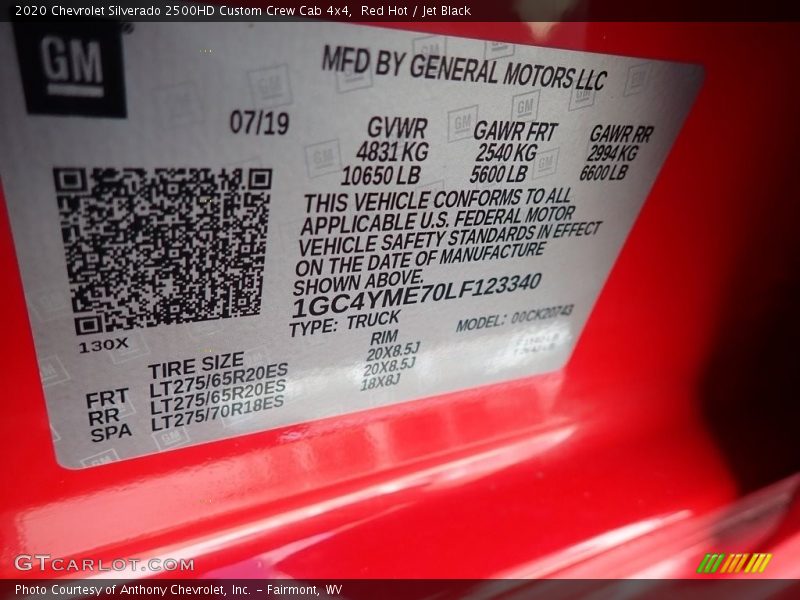 2020 Chevrolet Silverado 2500HD Custom Crew Cab 4x4, Red Hot / Jet Black
GM
MFD BY GENERAL MOTORS LLC
07/19
GVWR GAWR FRT GAWR RR
4831 KG 2540 KG 2994 KG
10650 LB 5600 LB 6600 LB
THIS VEHICLE CONFORMS TO ALL
APPLICABLE U.S. FEDERAL MOTOR
VEHICLE SAFETY STANDARDS IN EFFECT
ON THE DATE OF MANUFACTURE
SHOWN ABOVE.
1GC4YME70LF123340
TYPE: TRUCK MODEL: 00CK20743
130X
TIRE SIZE RIM
FRT LT275/65R20ES 20X8.5J
RR LT275/65R20ES 20X8.5J
SPA LT275/70R18ES 18X8J
GTCARLOT.COM
Photo Courtesy of Anthony Chevrolet, Inc. – Fairmont, WV